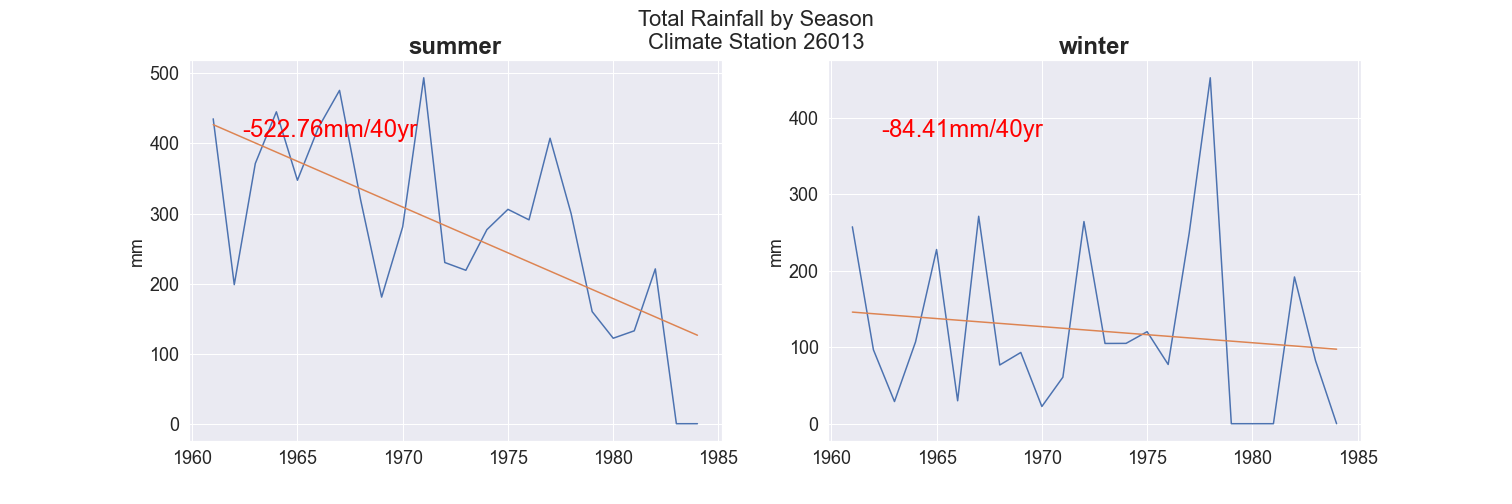 Total Rainfall by Season
Climate Station 26013
summer
mm
500
400
300
200
100
0
-522.76mm/40yr
1960 1965 1970 1975 1980 1985
winter
mm
400
300
200
100
0
-84.41mm/40yr
1960 1965 1970 1975 1980 1985